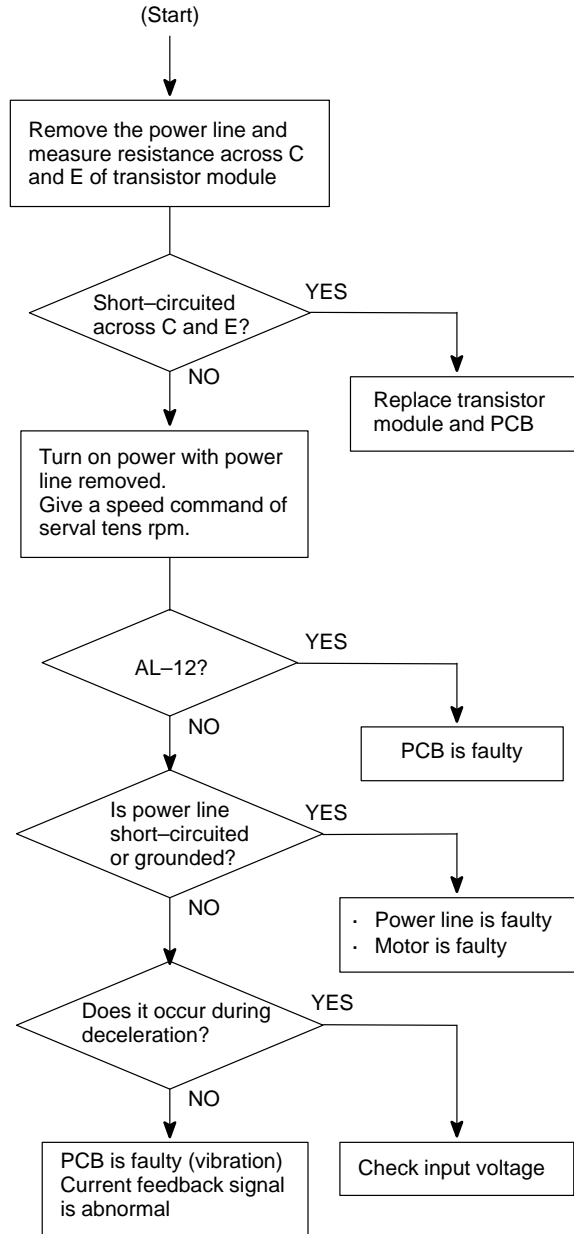 (Start)
Remove the power line and
measure resistance across C
and E of transistor module
Short–circuited
across C and E?
YES
NO
Replace transistor
module and PCB
Turn on power with power
line removed.
Give a speed command of
serval tens rpm.
AL–12?
YES
NO
PCB is faulty
Is power line
short–circuited
or grounded?
YES
NO
· Power line is faulty
· Motor is faulty
Does it occur during
deceleration?
YES
NO
PCB is faulty (vibration)
Current feedback signal
is abnormal
Check input voltage